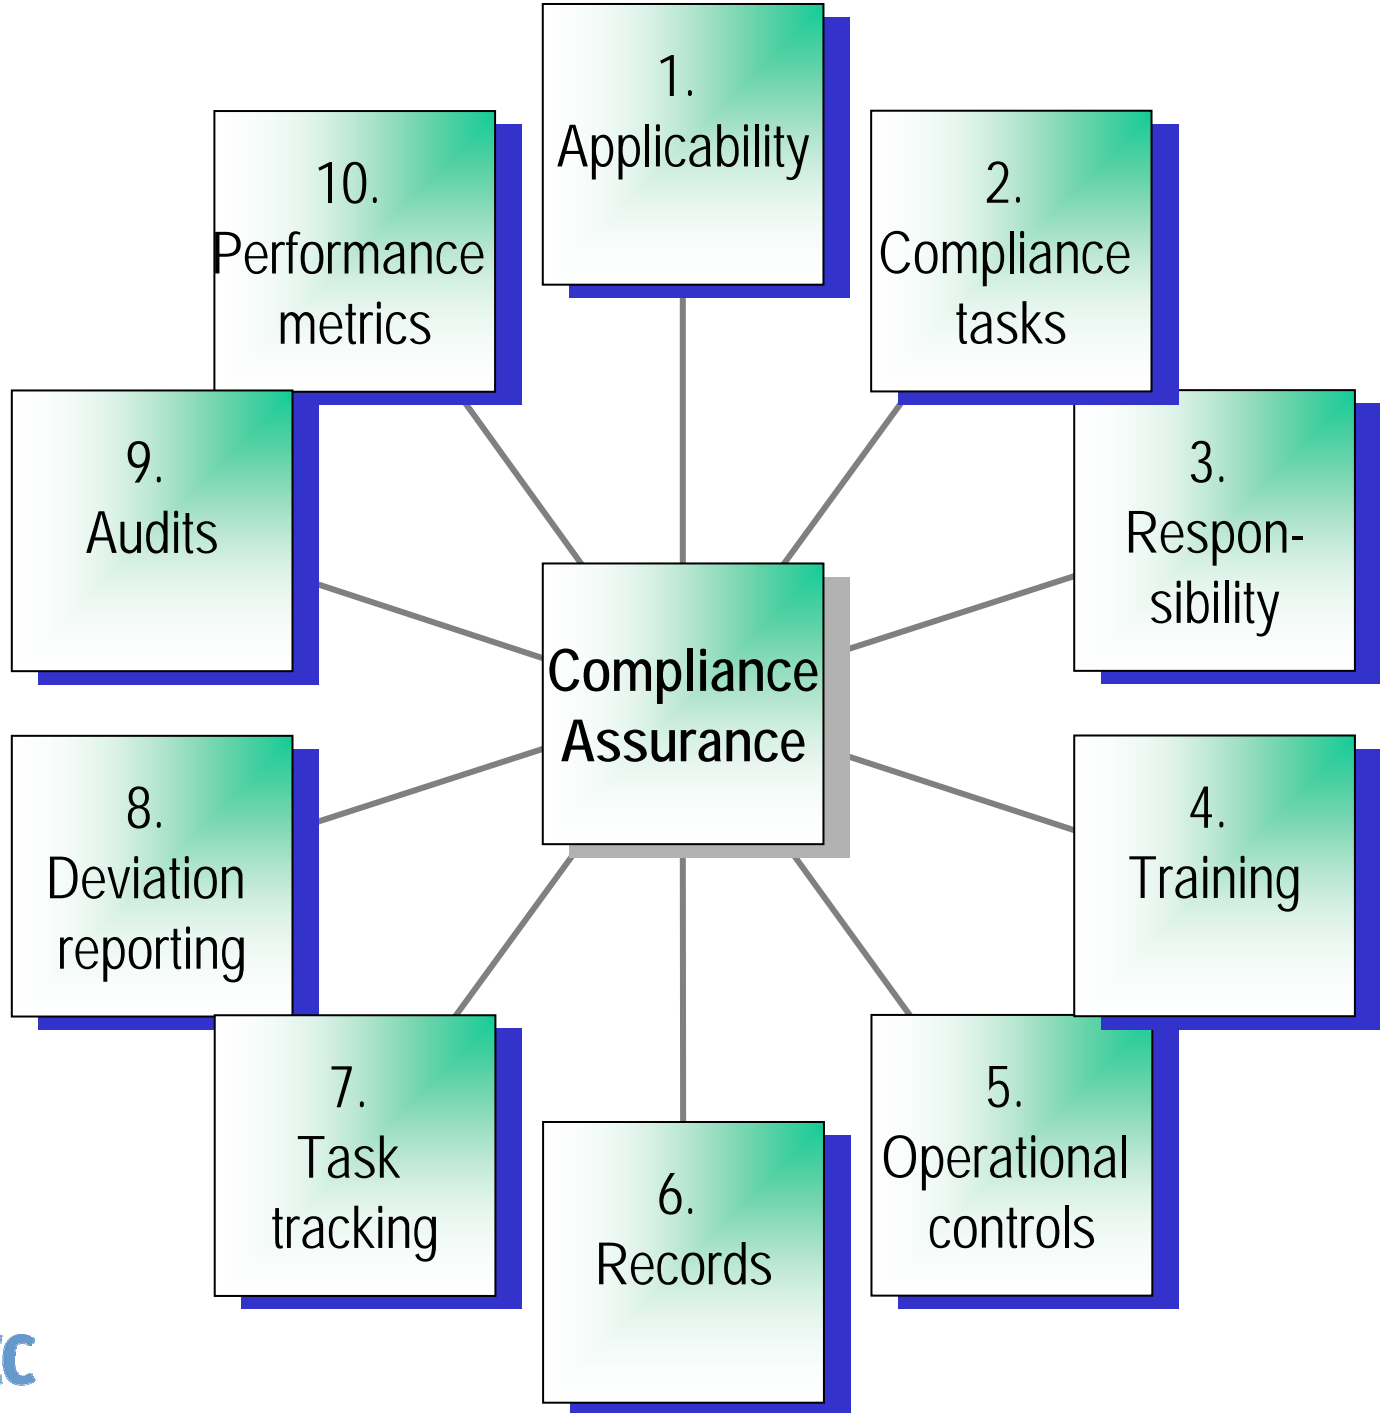 1.
Applicability
2.
Compliance
tasks
3.
Respon-
sibility
4.
Training
5.
Operational
controls
6.
Records
7.
Task
tracking
8.
Deviation
reporting
9.
Audits
10.
Performance
metrics
Compliance
Assurance